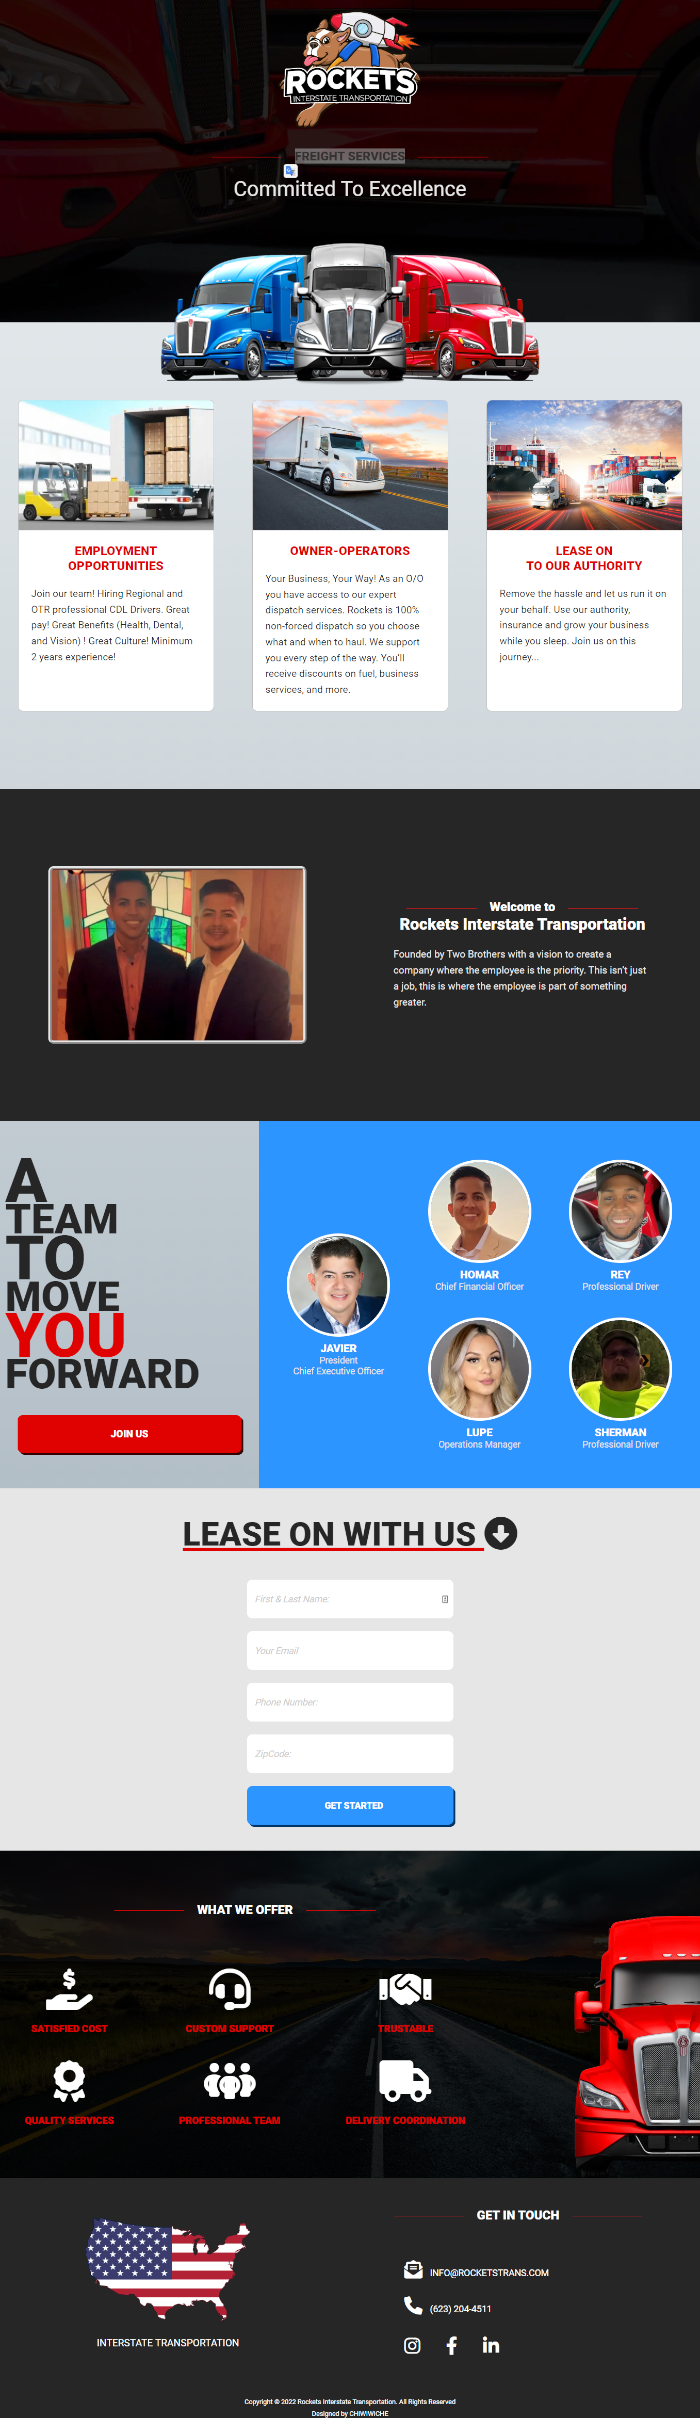 ROCKETS
INTERSTATE TRANSPORTATION
FREIGHT SERVICES
Committed To Excellence
EMPLOYMENT
OPPORTUNITIES
Join our team! Hiring Regional and
OTR professional CDL Drivers. Great
pay! Great Benefits (Health, Dental,
and Vision) ! Great Culture! Minimum
2 years experience!
OWNER-OPERATORS
Your Business, Your Way! As an O/O
you have access to our expert
dispatch services. Rockets is 100%
non-forced dispatch so you choose
what and when to haul. We support
you every step of the way. You'll
receive discounts on fuel, business
services, and more.
LEASE ON
TO OUR AUTHORITY
Remove the hassle and let us run it on
your behalf. Use our authority,
insurance and grow your business
while you sleep. Join us on this
journey...
Welcome to
Rockets Interstate Transportation
Founded by Two Brothers with a vision to create a
company where the employee is the priority. This isn't just
a job, this is where the employee is part of something
greater.
A
TEAM
TO
MOVE
YOU
FORWARD
JOIN US
JAVIER
President
Chief Executive Officer
HOMAR
Chief Financial Officer
REY
Professional Driver
LUPE
Operations Manager
SHERMAN
Professional Driver
LEASE ON WITH US
First & Last Name:
Your Email
Phone Number:
ZipCode:
GET STARTED
WHAT WE OFFER
SATISFIED COST
CUSTOM SUPPORT
TRUSTABLE
QUALITY SERVICES
PROFESSIONAL TEAM
DELIVERY COORDINATION
INTERSTATE TRANSPORTATION
GET IN TOUCH
INFO@ROCKETSTRANS.COM
(623) 204-4511
Copyright © 2022 Rockets Interstate Transportation. All Rights Reserved
Designed by CHIWIWICHE